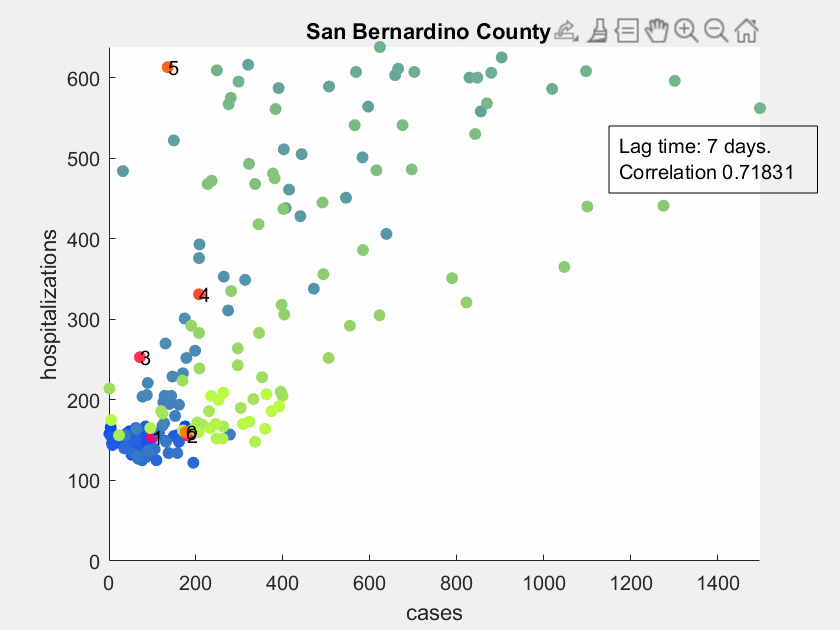 San Bernardino County
600
500
400
300
200
100
0
hospitalizations
5
4
3
1
2
6
Lag time: 7 days.
Correlation 0.71831
0 200 400 600 800 1000 1200 1400
cases